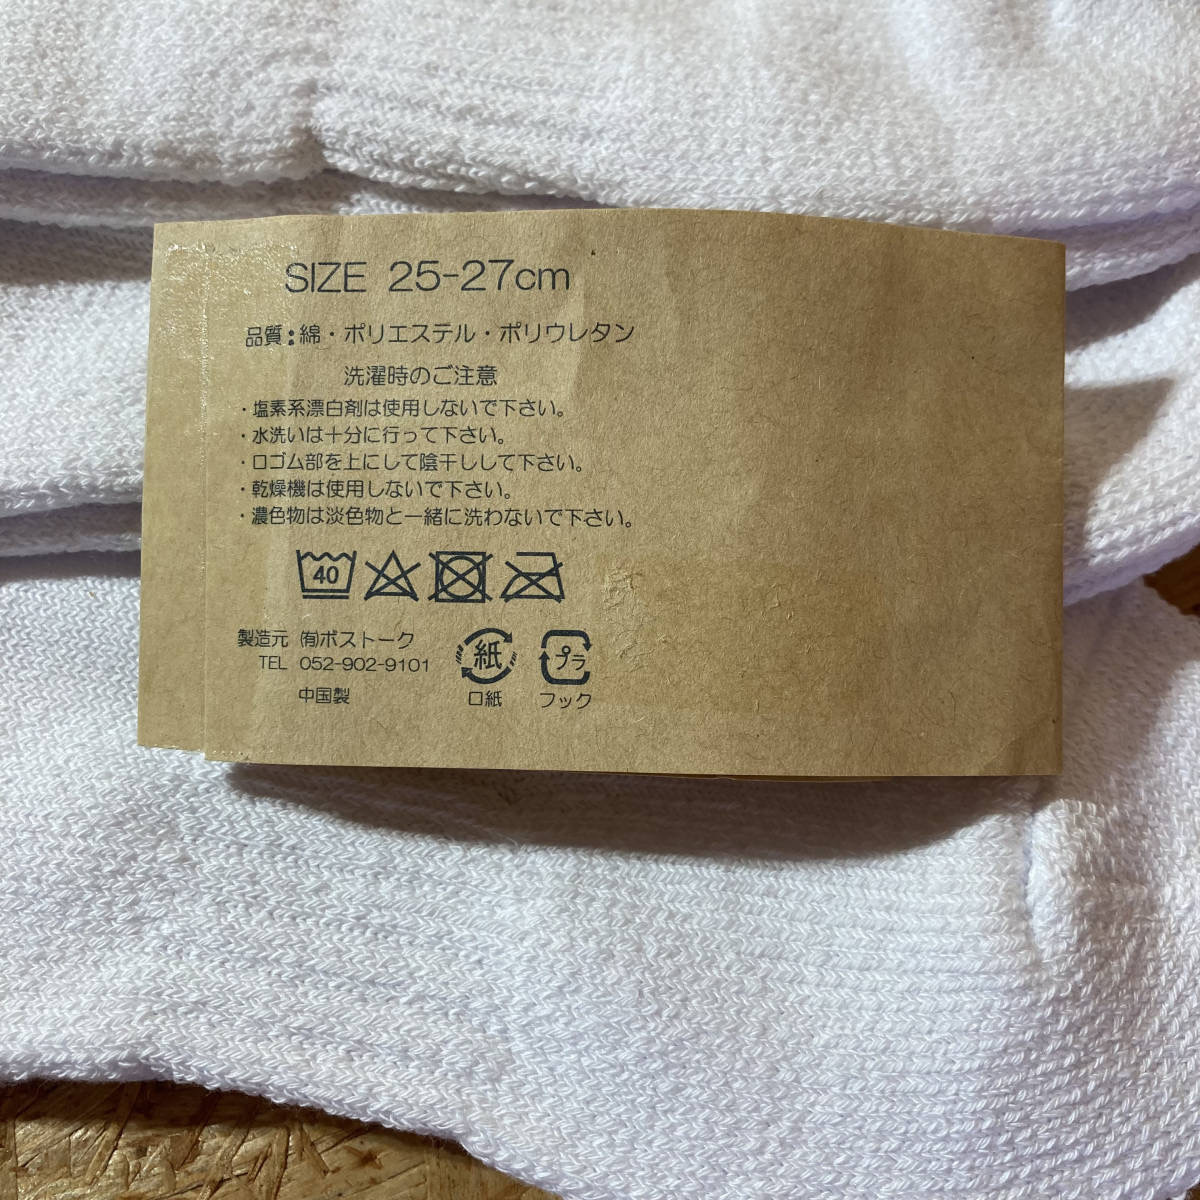 SIZE 25-27cm
品質：綿・ポリエステル・ポリウレタン
洗濯時のご注意
・塩素系漂白剤は使用しないで下さい。
・水洗いは十分に行って下さい。
・口ゴム部を上にして陰干しして下さい。
・乾燥機は使用しないで下さい。
・濃色物は淡色物と一緒に洗わないで下さい。
40
製造元 ㈲ボストーク
TEL 052-902-9101
中国製
紙
口紙
プラ
フック